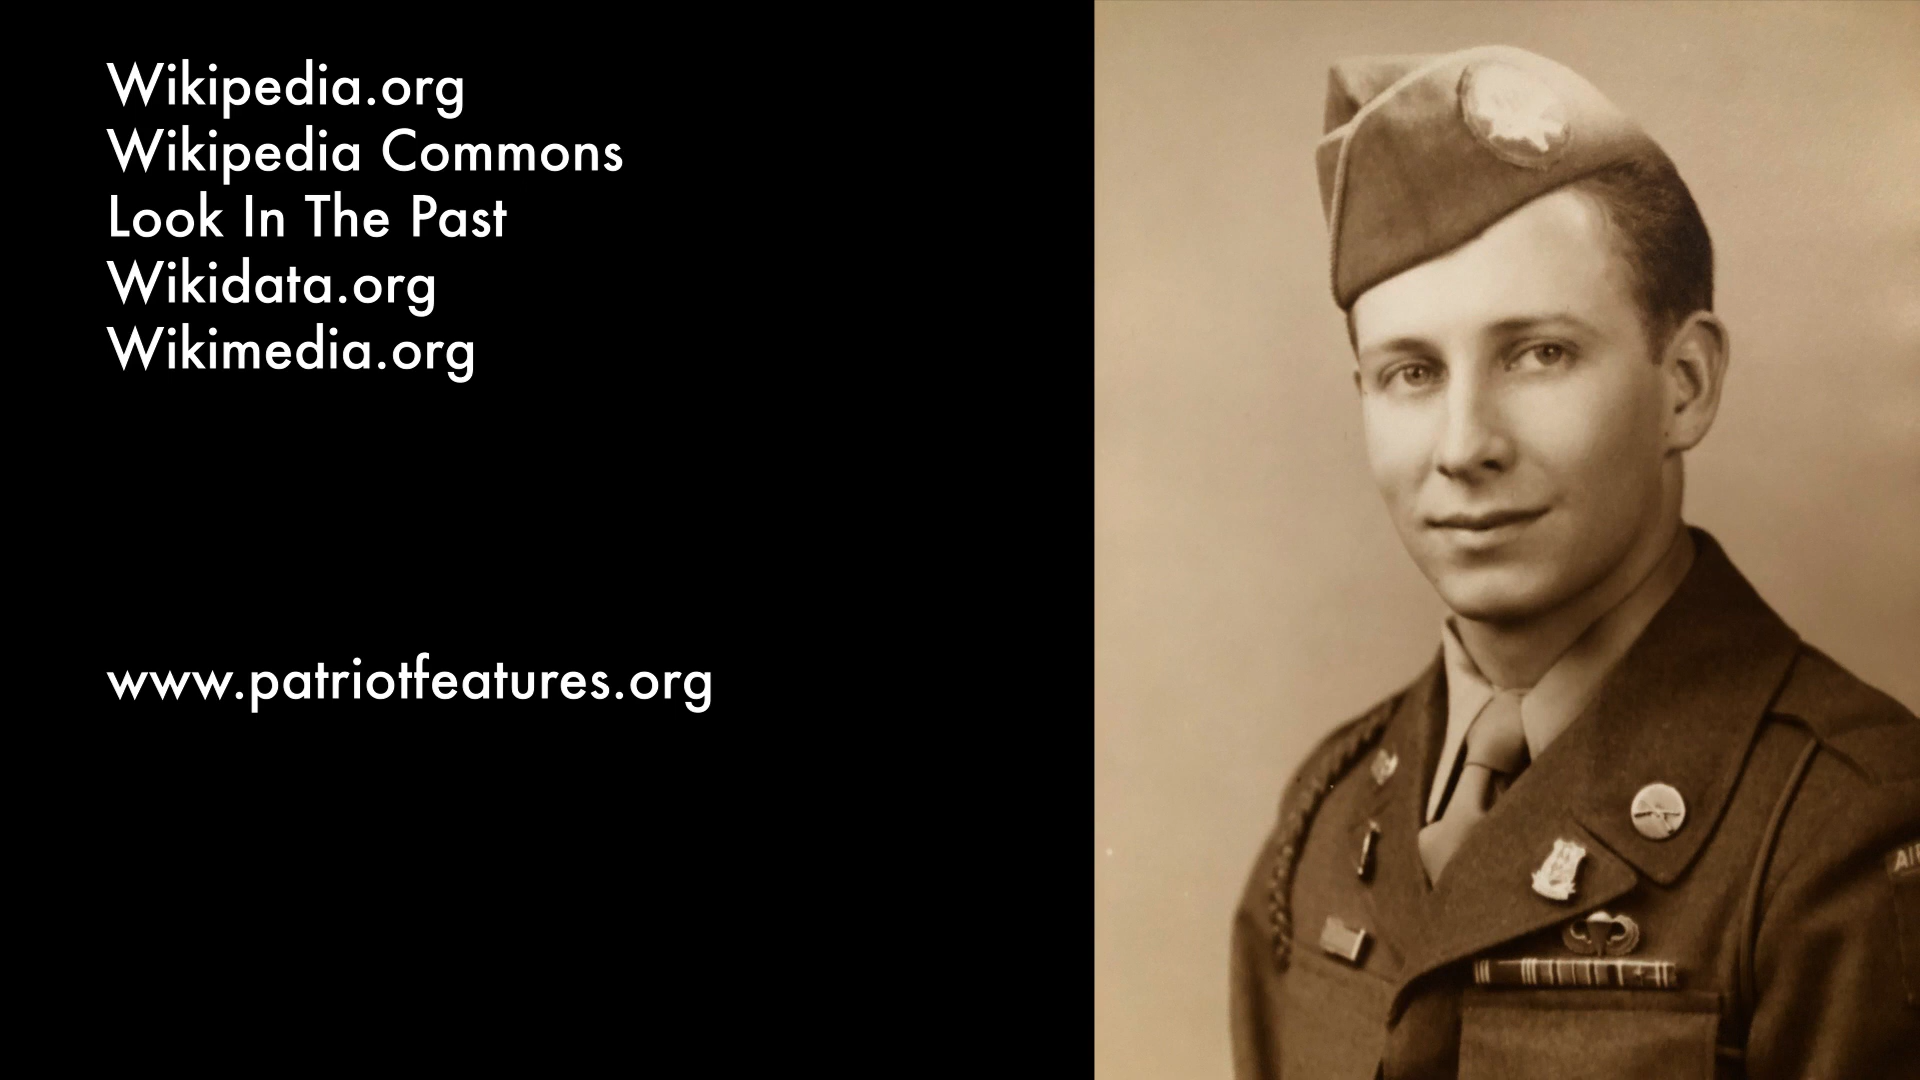 Wikipedia.org
Wikipedia Commons
Look In The Past
Wikidata.org
Wikimedia.org
www.patriotfeatures.org